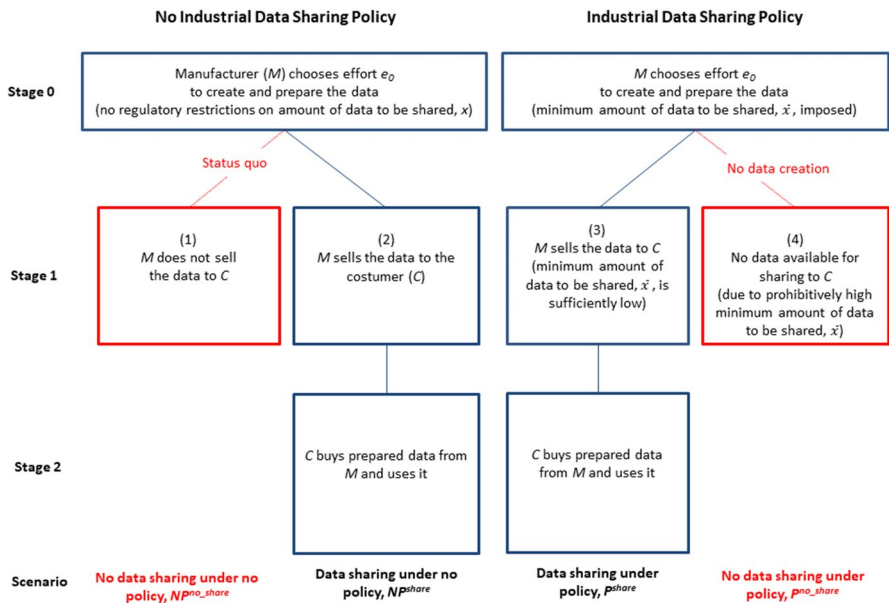 No Industrial Data Sharing Policy
Industrial Data Sharing Policy
Stage 0
Manufacturer (M) chooses effort e₀
to create and prepare the data
(no regulatory restrictions on amount of data to be shared, x)
M chooses effort e₀
to create and prepare the data
(minimum amount of data to be shared, x̄ , imposed)
Status quo
No data creation
Stage 1
(1)
M does not sell
the data to C
(2)
M sells the data to the
costumer (C)
(3)
M sells the data to C
(minimum amount of
data to be shared, x̄ , is
sufficiently low)
(4)
No data available for
sharing to C
(due to prohibitively high
minimum amount of data
to be shared, x̄)
Stage 2
C buys prepared data from
M and uses it
C buys prepared data
from M and uses it
Scenario
No data sharing under no
policy, NP^no_share
Data sharing under no
policy, NP^share
Data sharing under
policy, P^share
No data sharing under
policy, P^no_share